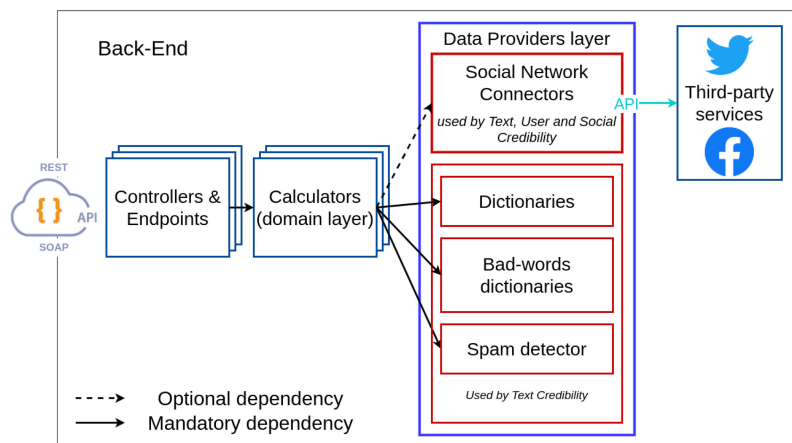 Back-End
Data Providers layer
Social Network
Connectors
used by Text, User and Social
Credibility
API
Third-party
services
REST
{ } API
SOAP
Controllers &
Endpoints
Calculators
(domain layer)
Dictionaries
Bad-words
dictionaries
Spam detector
Used by Text Credibility
Optional dependency
Mandatory dependency